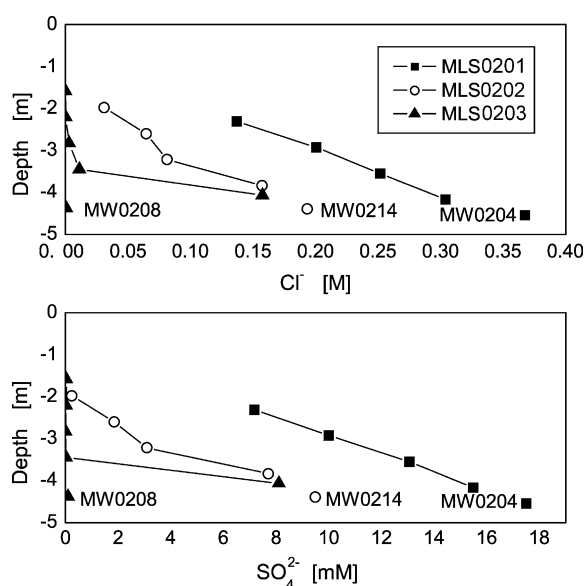 0
-1
-2
-3
-4
-5
Depth [m]
MLS0201
MLS0202
MLS0203
MW0208
MW0214
MW0204
0.00 0.05 0.10 0.15 0.20 0.25 0.30 0.35 0.40
Cl⁻ [M]
0
-1
-2
-3
-4
-5
Depth [m]
MW0208
MW0214
MW0204
0 2 4 6 8 10 12 14 16 18
SO₄²⁻ [mM]